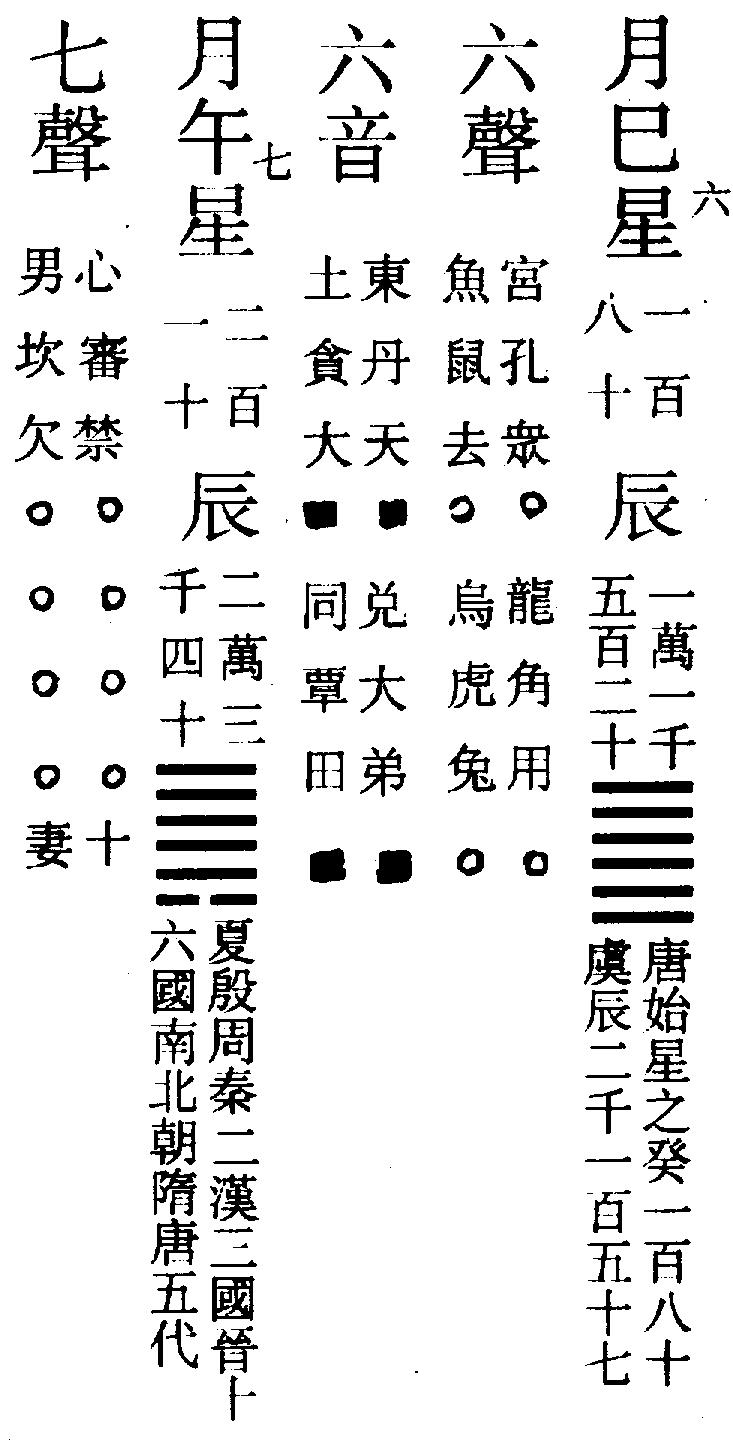 月巳六星
一百
八十
辰
一萬一千
五百二十
䷀
唐始星之癸一百八十
虞辰二千一百五十七
六聲
宮孔衆○龍角用○
魚鼠去○烏虎兔○
六音
東丹天■兌大弟■
土貪大■同覃田■
月午七星
二百
一十
辰
二萬三
千四十
䷫
夏殷周秦二漢三國晉十
六國南北朝隋唐五代
七聲
心審禁○○○○十
男坎欠○○○○妻